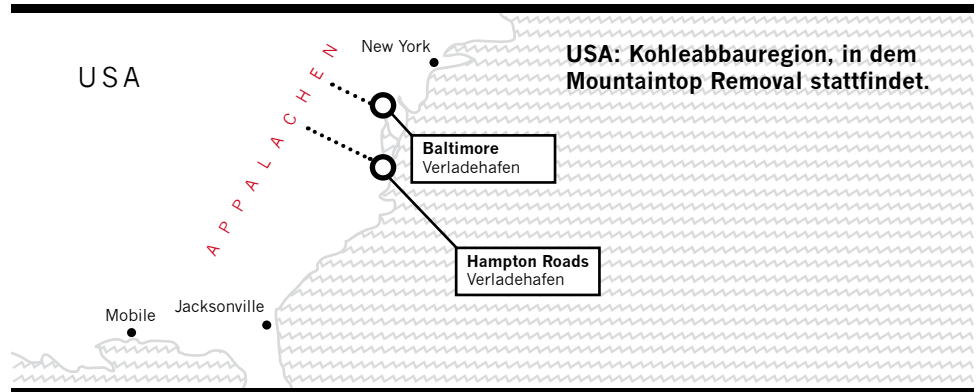 USA: Kohleabbauregion, in dem
Mountaintop Removal stattfindet.
USA
New York
APPALACHEN
Baltimore
Verladehafen
Hampton Roads
Verladehafen
Jacksonville
Mobile